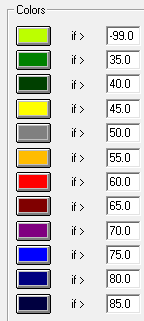 Colors
if > -99.0
if > 35.0
if > 40.0
if > 45.0
if > 50.0
if > 55.0
if > 60.0
if > 65.0
if > 70.0
if > 75.0
if > 80.0
if > 85.0